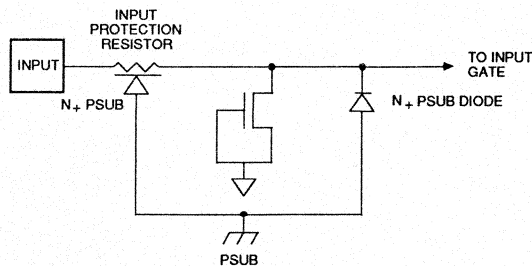 INPUT
PROTECTION
RESISTOR
INPUT
TO INPUT
GATE
N+ PSUB
N+ PSUB DIODE
PSUB